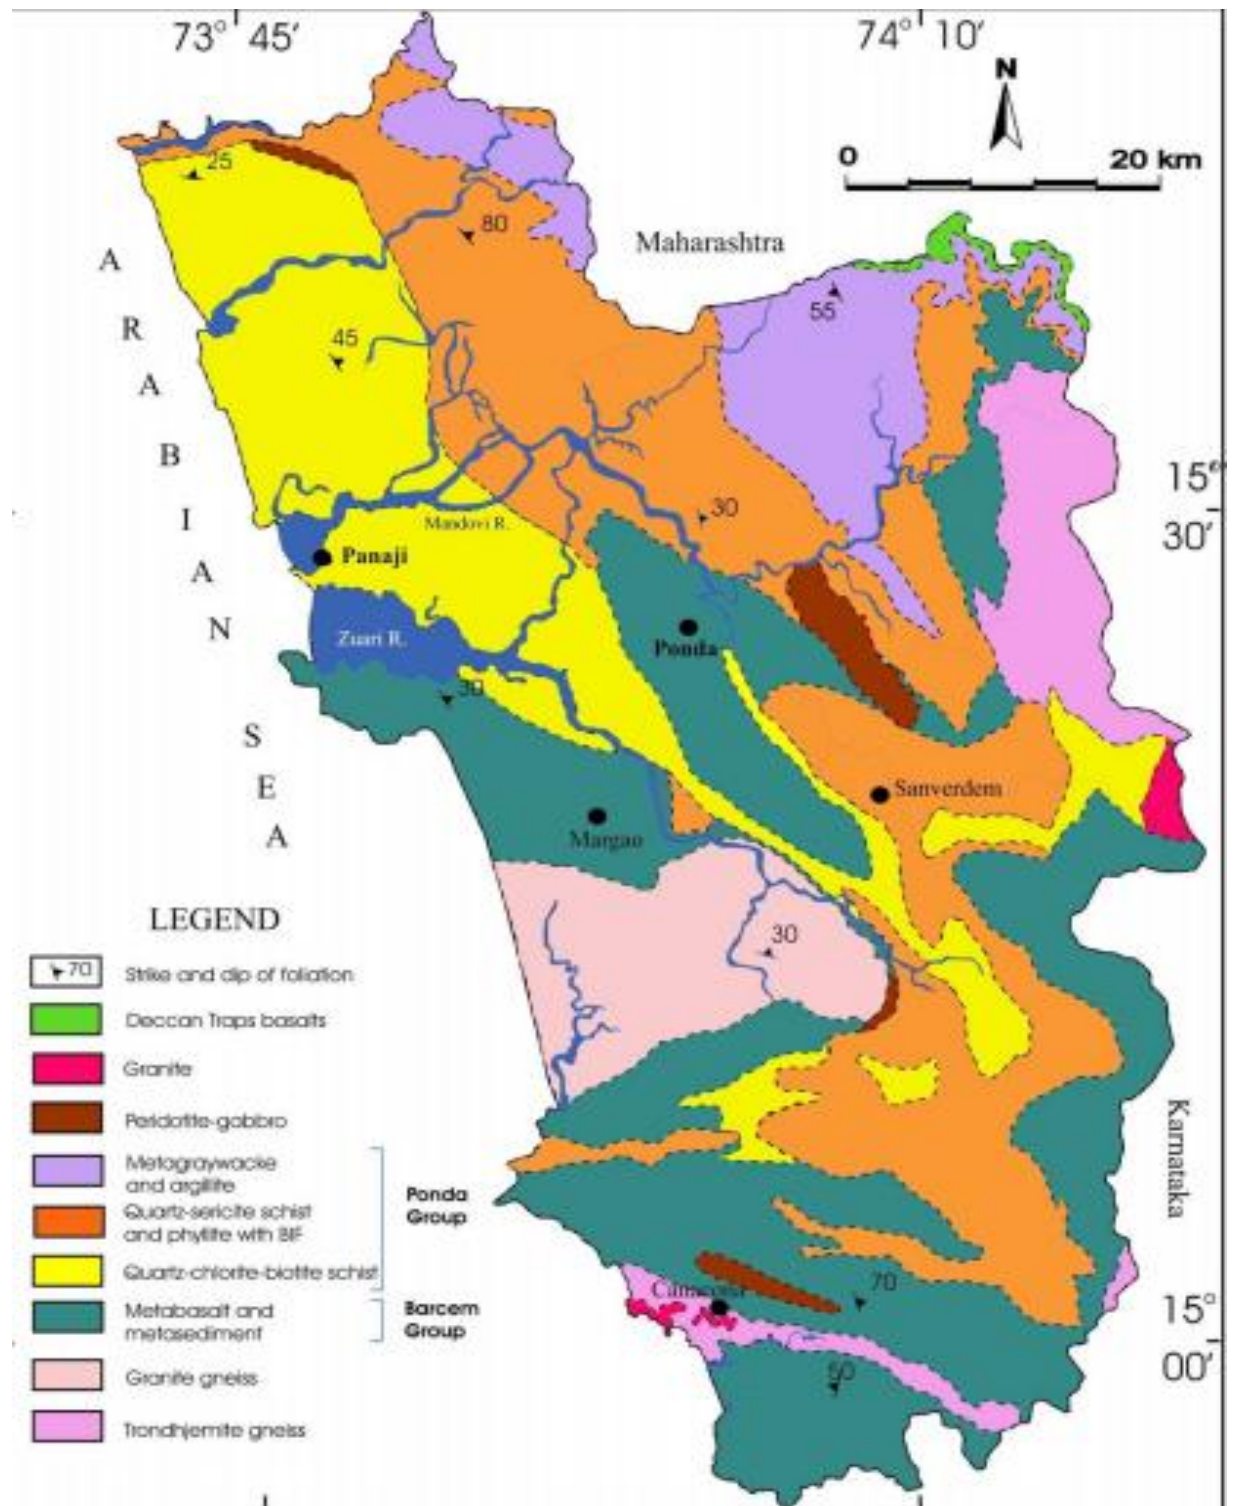 73° 45′
74° 10′
N
0 20 km
25
80
Maharashtra
55
45
A R A B I A N S E A
15°
30′
30
Mandovi R.
Panaji
Zuari R.
Ponda
30
Sanverdem
Margao
30
LEGEND
70 Strike and dip of foliation
Deccan Traps basalts
Granite
Peridotite-gabbro
Metagraywacke
and argillite
Quartz-sericite schist
and phyllite with BIF
Quartz-chlorite-biotite schist
Ponda
Group
Metabasalt and
metasediment
Barcem
Group
Granite gneiss
Trondhjemite gneiss
Karnataka
Canacona
70
50
15°
00′